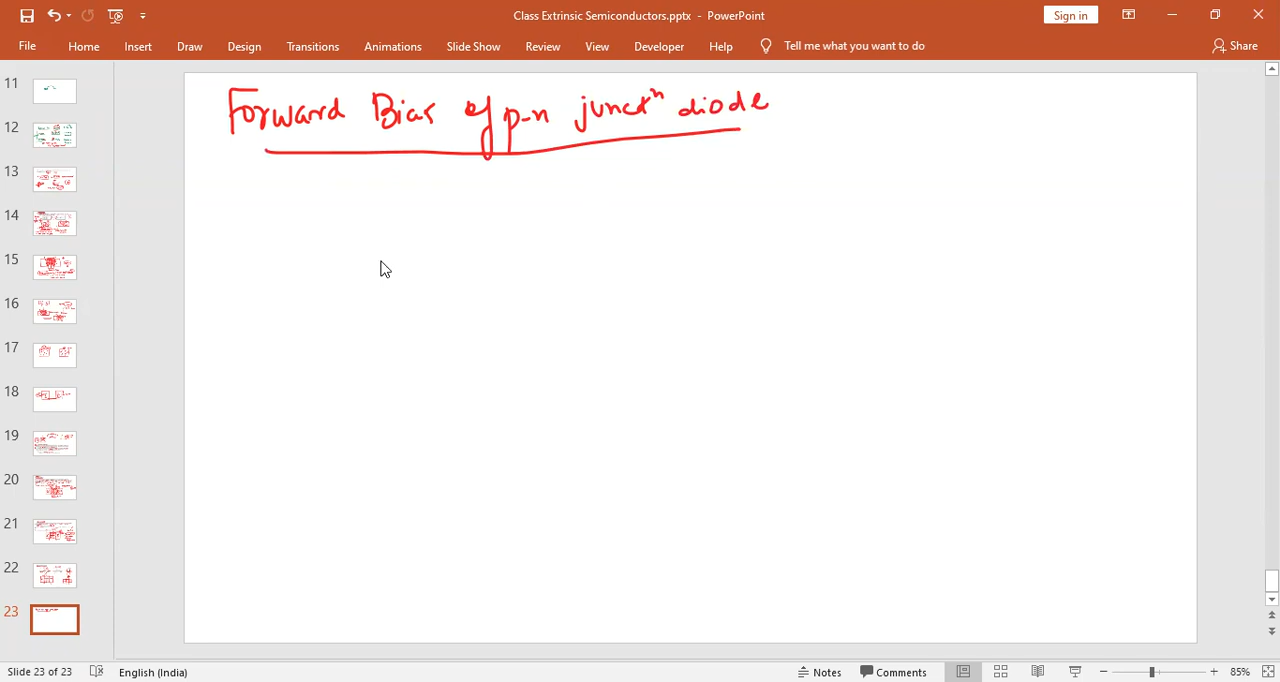 Class Extrinsic Semiconductors.pptx - PowerPoint
Sign in
File Home Insert Draw Design Transitions Animations Slide Show Review View Developer Help Tell me what you want to do Share
Forward Bias of p-n junctⁿ diode
11
12
13
14
15
16
17
18
19
20
21
22
23
Slide 23 of 23 English (India) Notes Comments 85%